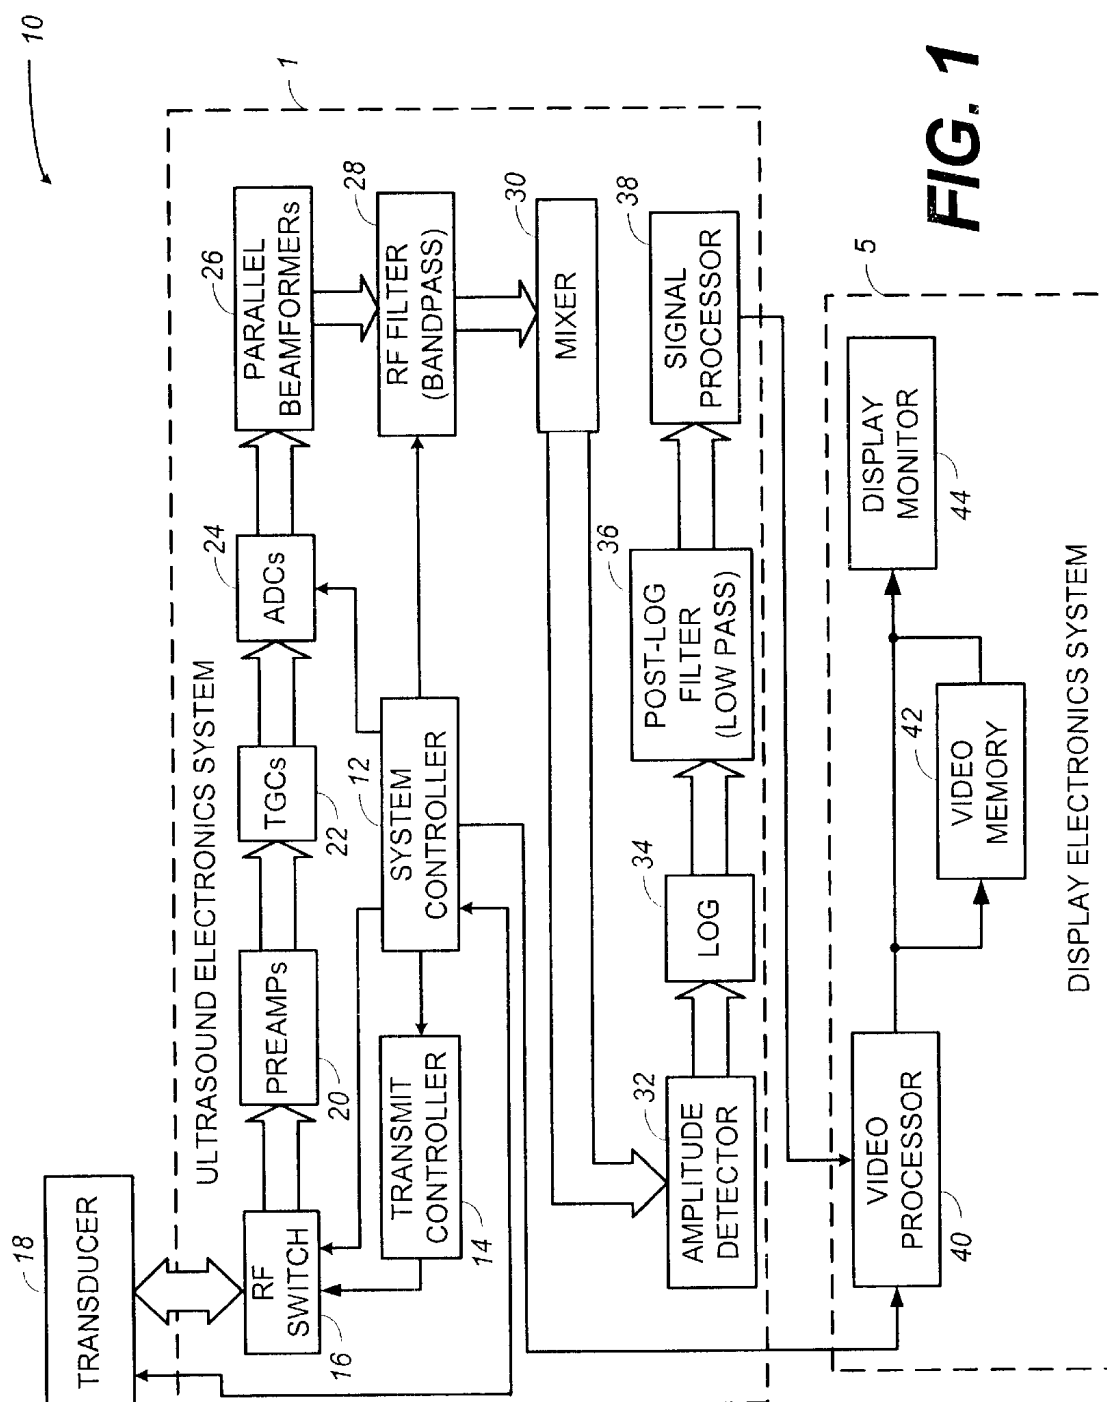 10
18
TRANSDUCER
1
ULTRASOUND ELECTRONICS SYSTEM
RF
SWITCH
16
PREAMPs
20
TGCs
22
ADCs
24
PARALLEL
BEAMFORMERs
26
TRANSMIT
CONTROLLER
14
SYSTEM
CONTROLLER
12
RF FILTER
(BANDPASS)
28
MIXER
30
AMPLITUDE
DETECTOR
32
LOG
34
POST-LOG
FILTER
(LOW PASS)
36
SIGNAL
PROCESSOR
38
5
VIDEO
PROCESSOR
40
VIDEO
MEMORY
42
DISPLAY
MONITOR
44
DISPLAY ELECTRONICS SYSTEM
FIG. 1